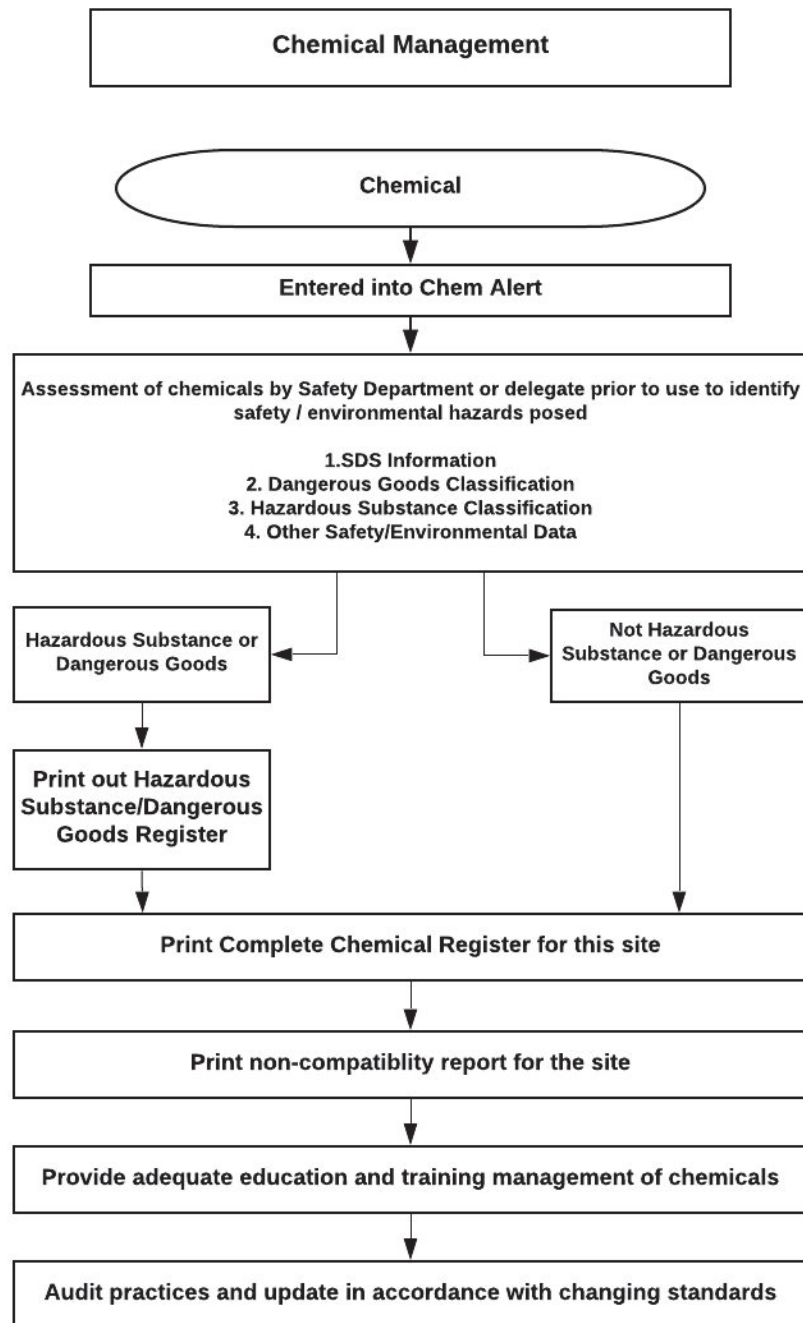 Chemical Management
Chemical
Entered into Chem Alert
Assessment of chemicals by Safety Department or delegate prior to use to identify
safety / environmental hazards posed
1.SDS Information
2. Dangerous Goods Classification
3. Hazardous Substance Classification
4. Other Safety/Environmental Data
Hazardous Substance or
Dangerous Goods
Not Hazardous
Substance or Dangerous
Goods
Print out Hazardous
Substance/Dangerous
Goods Register
Print Complete Chemical Register for this site
Print non-compatiblity report for the site
Provide adequate education and training management of chemicals
Audit practices and update in accordance with changing standards